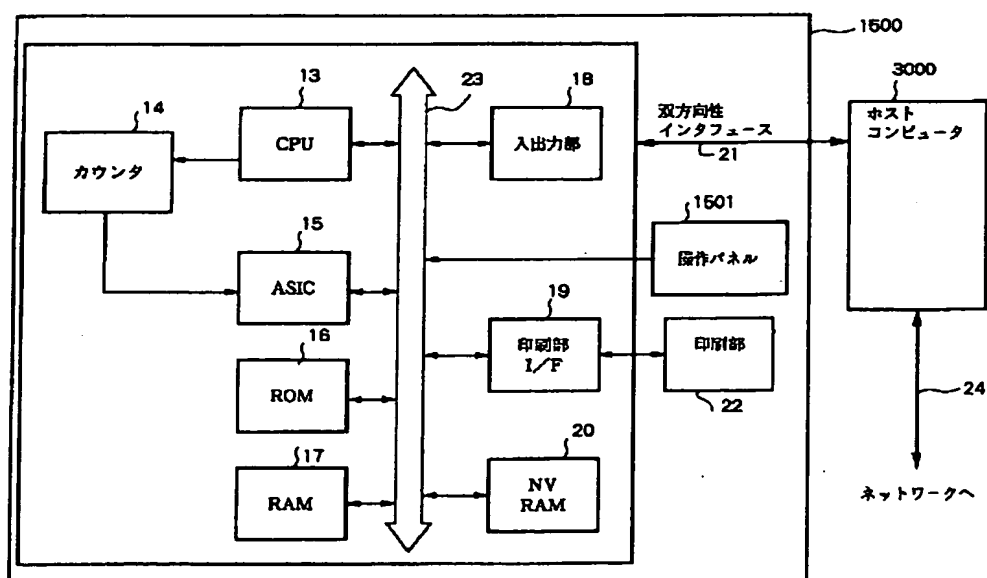 1500
3000
ホスト
コンピュータ
13
CPU
14
カウンタ
23
18
入出力部
双方向性
インタフェース
21
15
ASIC
1501
操作パネル
16
ROM
19
印刷部
I/F
印刷部
22
17
RAM
20
NV
RAM
24
ネットワークへ